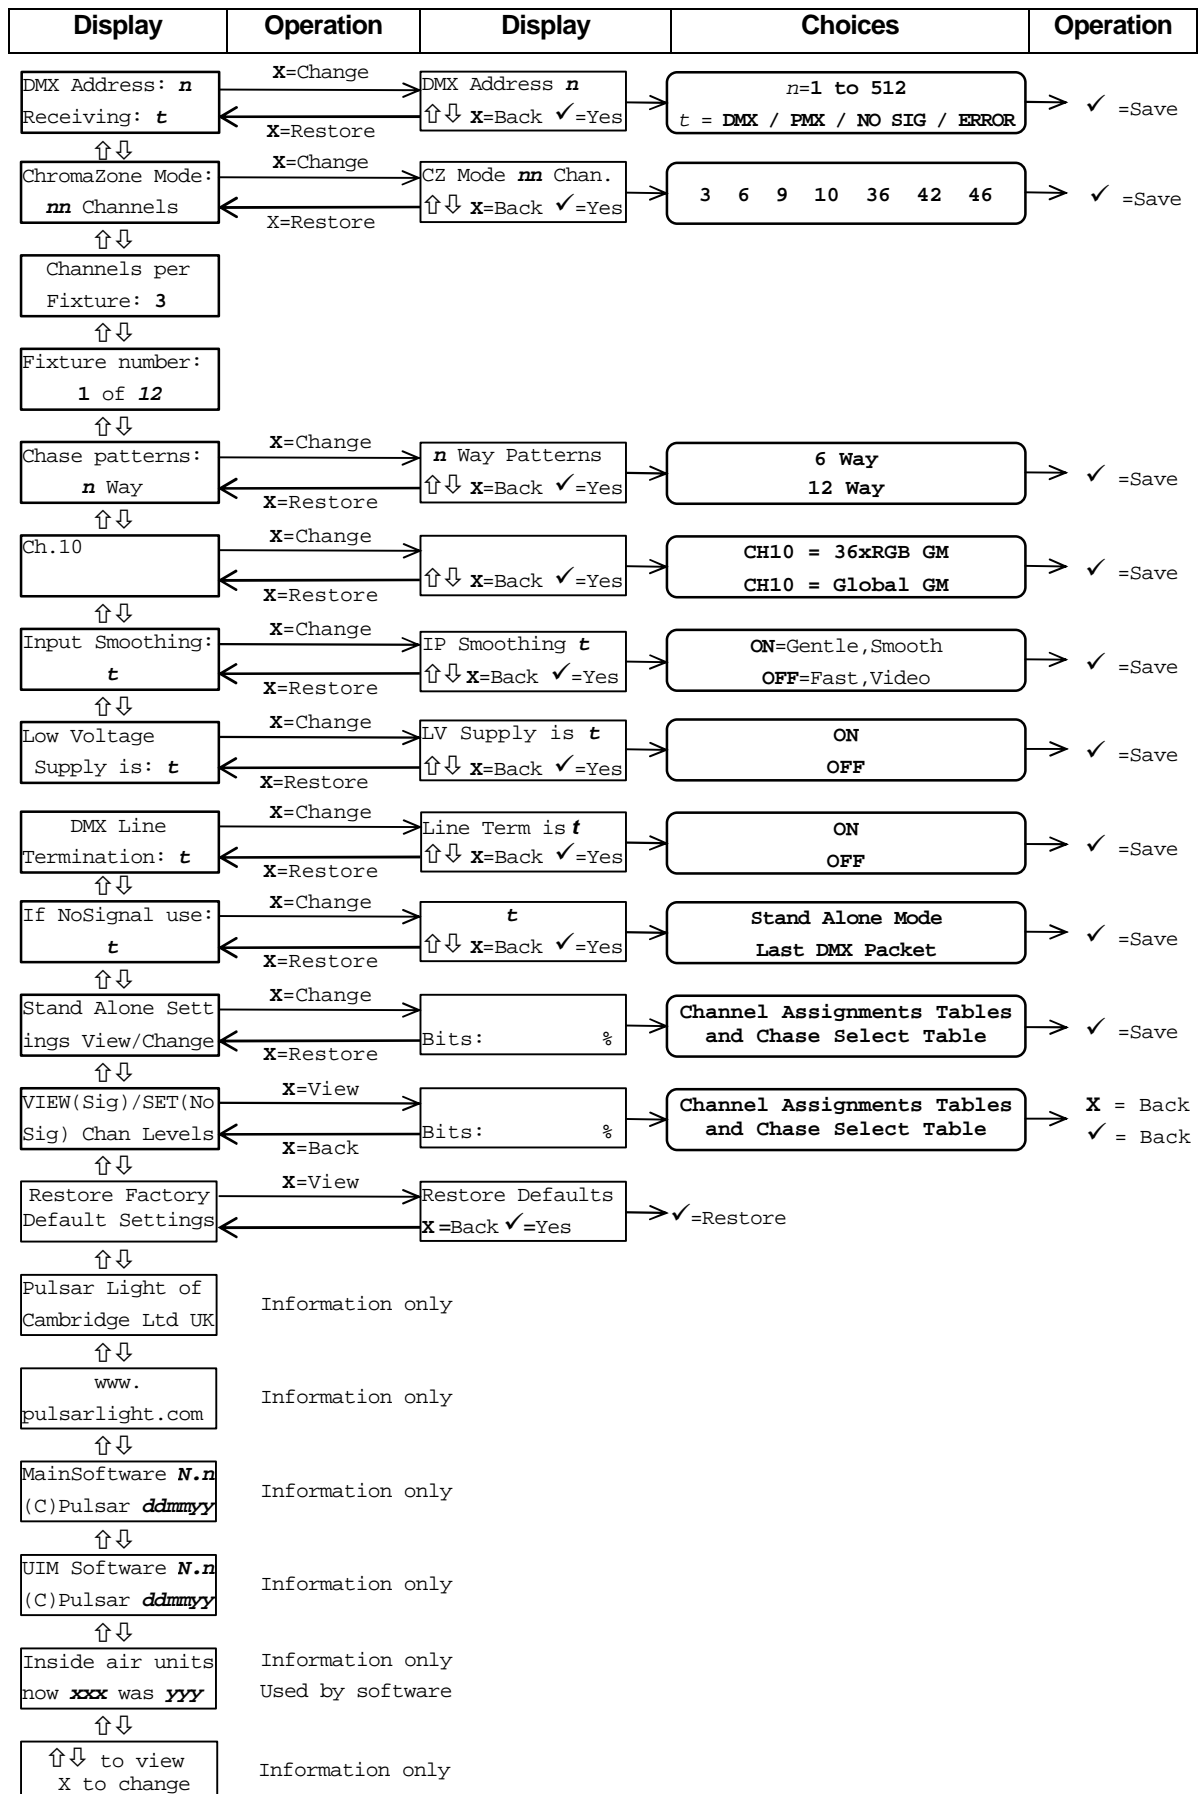 Display Operation Display Choices Operation
X=Change
DMX Address: n
Receiving: t
X=Restore
DMX Address n
⇧⇩ X=Back ✓=Yes
n=1 to 512
t = DMX / PMX / NO SIG / ERROR
✓ =Save
⇧⇩
X=Change
ChromaZone Mode:
nn Channels
X=Restore
CZ Mode nn Chan.
⇧⇩ X=Back ✓=Yes
3 6 9 10 36 42 46
✓ =Save
⇧⇩
Channels per
Fixture: 3
⇧⇩
Fixture number:
1 of 12
⇧⇩
X=Change
Chase patterns:
n Way
X=Restore
n Way Patterns
⇧⇩ X=Back ✓=Yes
6 Way
12 Way
✓ =Save
⇧⇩
X=Change
Ch.10
X=Restore
⇧⇩ X=Back ✓=Yes
CH10 = 36xRGB GM
CH10 = Global GM
✓ =Save
⇧⇩
X=Change
Input Smoothing:
t
X=Restore
IP Smoothing t
⇧⇩ X=Back ✓=Yes
ON=Gentle,Smooth
OFF=Fast,Video
✓ =Save
⇧⇩
X=Change
Low Voltage
Supply is: t
X=Restore
LV Supply is t
⇧⇩ X=Back ✓=Yes
ON
OFF
✓ =Save
X=Change
DMX Line
Termination: t
X=Restore
Line Term is t
⇧⇩ X=Back ✓=Yes
ON
OFF
✓ =Save
⇧⇩
X=Change
If NoSignal use:
t
X=Restore
t
⇧⇩ X=Back ✓=Yes
Stand Alone Mode
Last DMX Packet
✓ =Save
⇧⇩
X=Change
Stand Alone Sett
ings View/Change
X=Restore
Bits: %
Channel Assignments Tables
and Chase Select Table
✓ =Save
⇧⇩
X=View
VIEW(Sig)/SET(No
Sig) Chan Levels
X=Back
Bits: %
Channel Assignments Tables
and Chase Select Table
X = Back
✓ = Back
⇧⇩
X=View
Restore Factory
Default Settings
Restore Defaults
X =Back ✓=Yes
✓=Restore
⇧⇩
Pulsar Light of
Cambridge Ltd UK
Information only
⇧⇩
www.
pulsarlight.com
Information only
⇧⇩
MainSoftware N.n
(C)Pulsar ddmmyy
Information only
⇧⇩
UIM Software N.n
(C)Pulsar ddmmyy
Information only
⇧⇩
Inside air units
now xxx was yyy
Information only
Used by software
⇧⇩
⇧⇩ to view
X to change
Information only